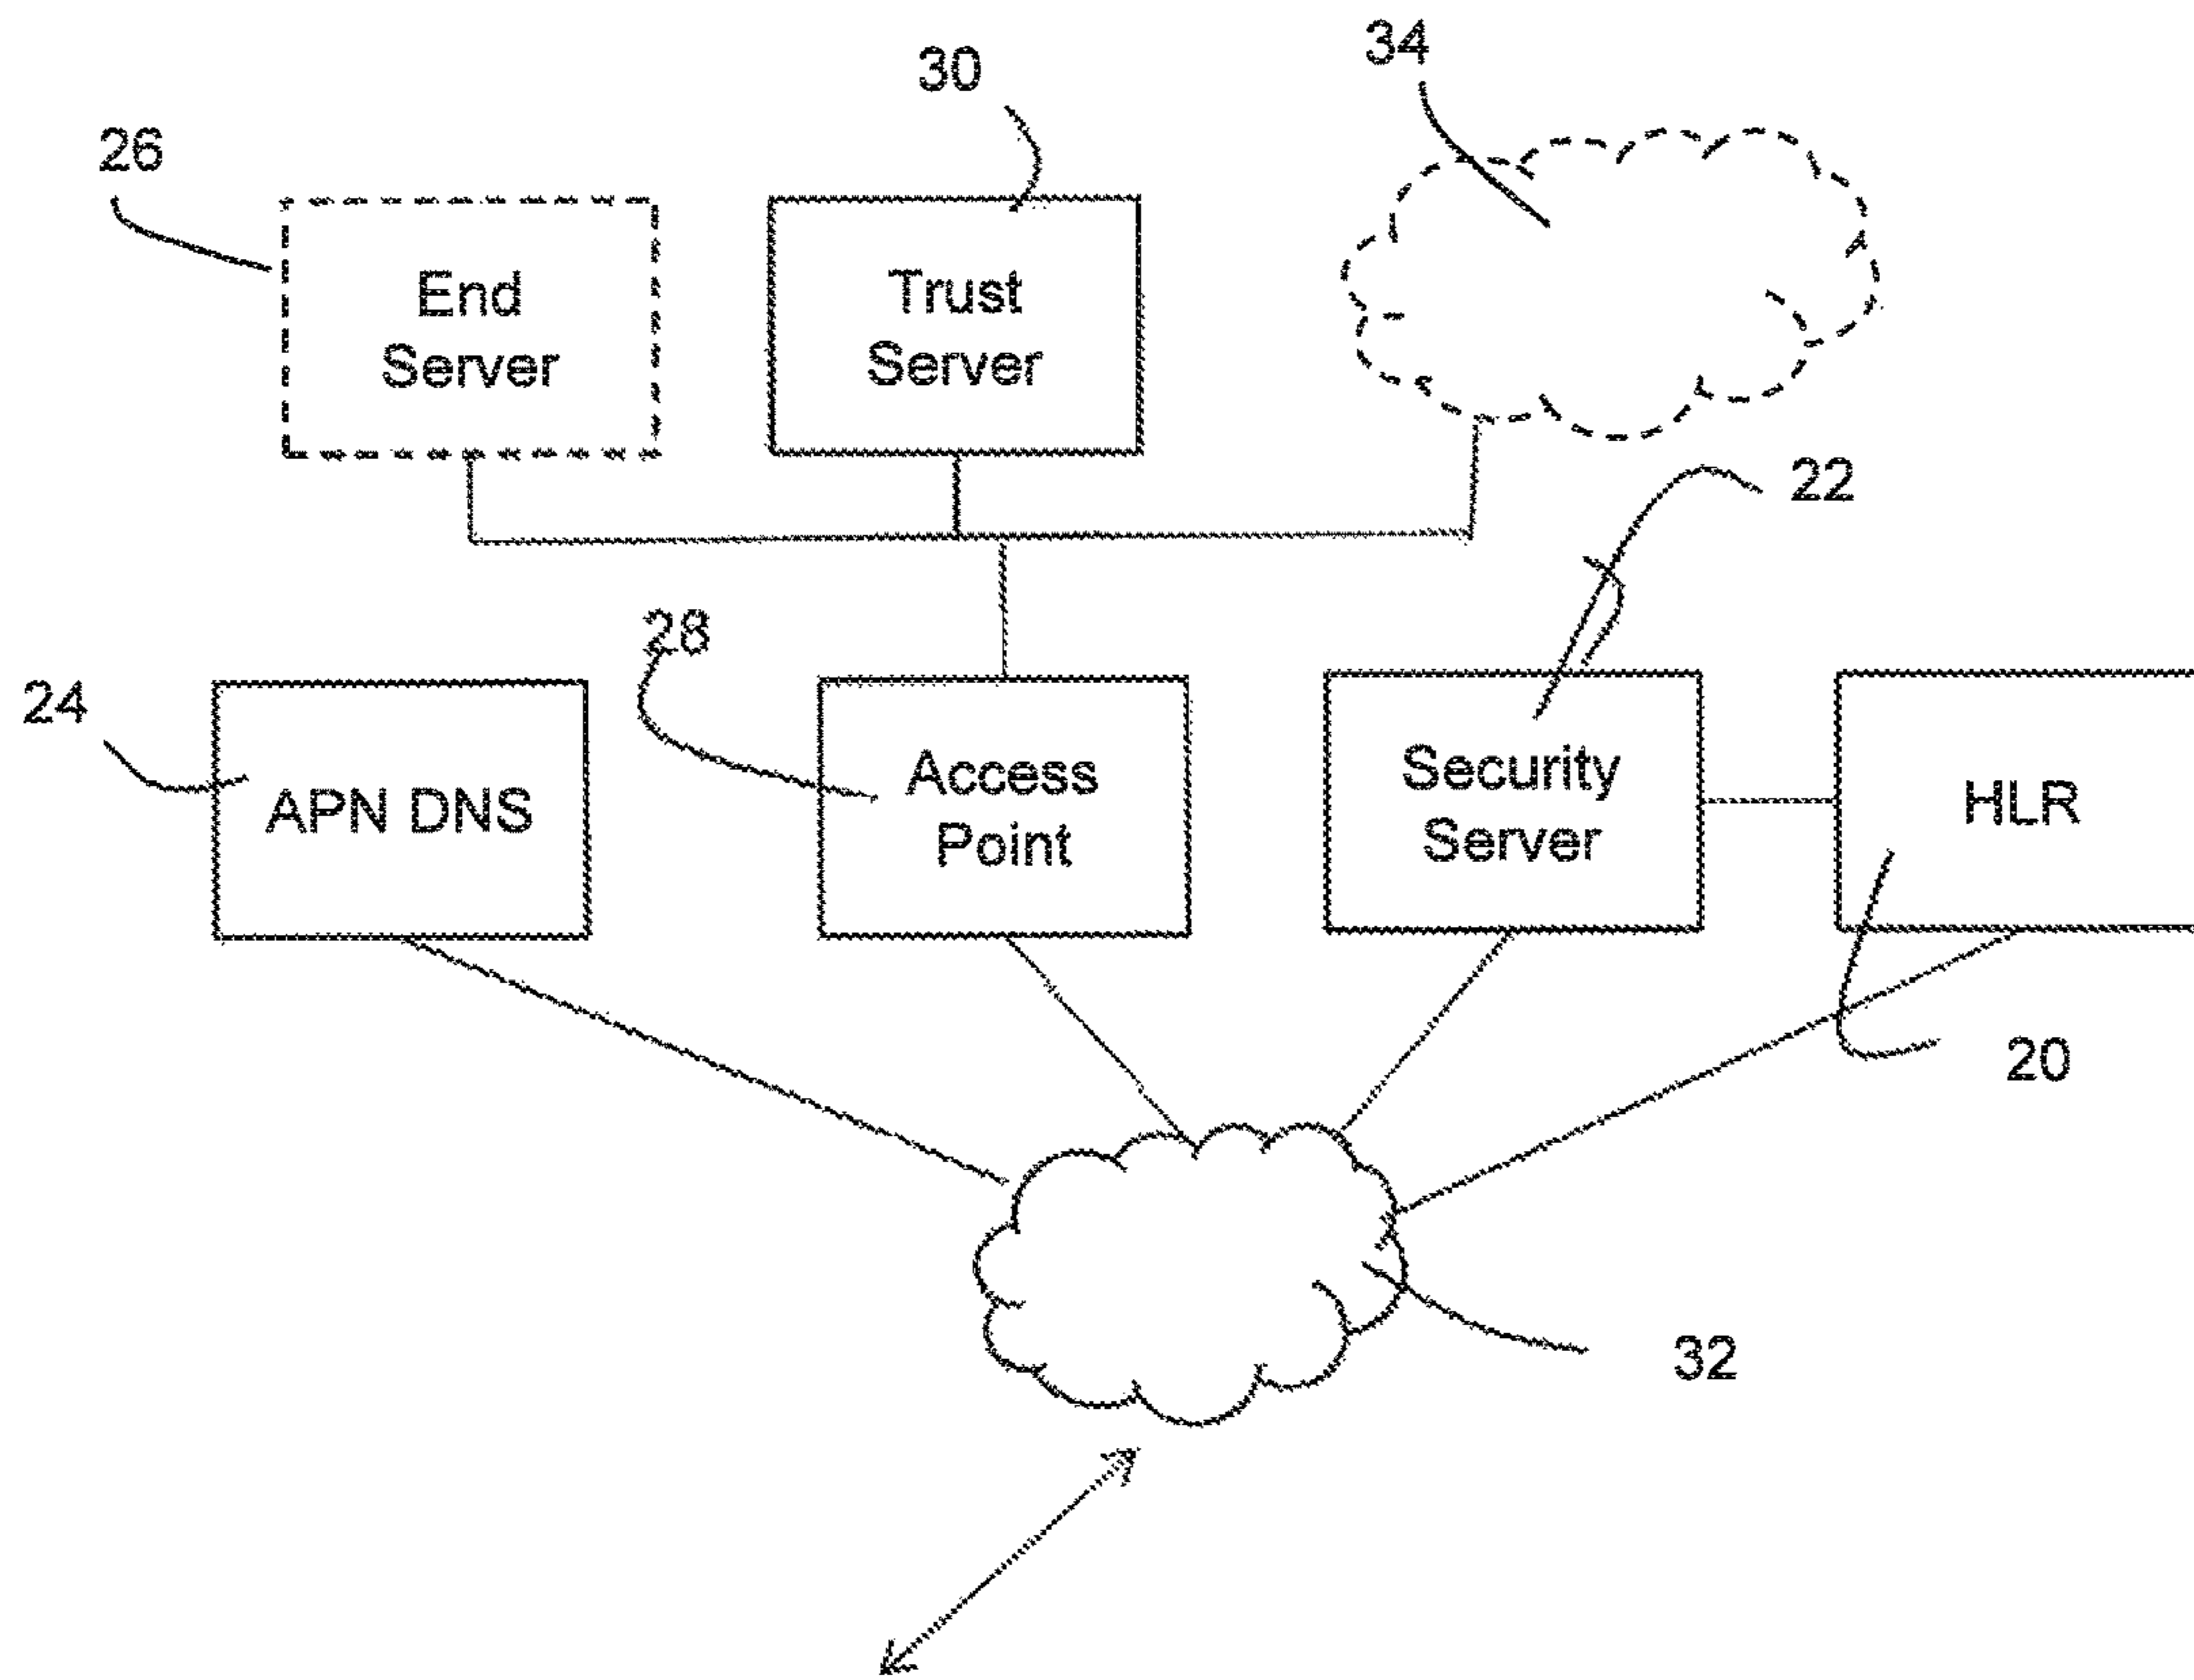 34
30
26
End
Server
Trust
Server
22
28
24
APN DNS
Access
Point
Security
Server
HLR
20
32